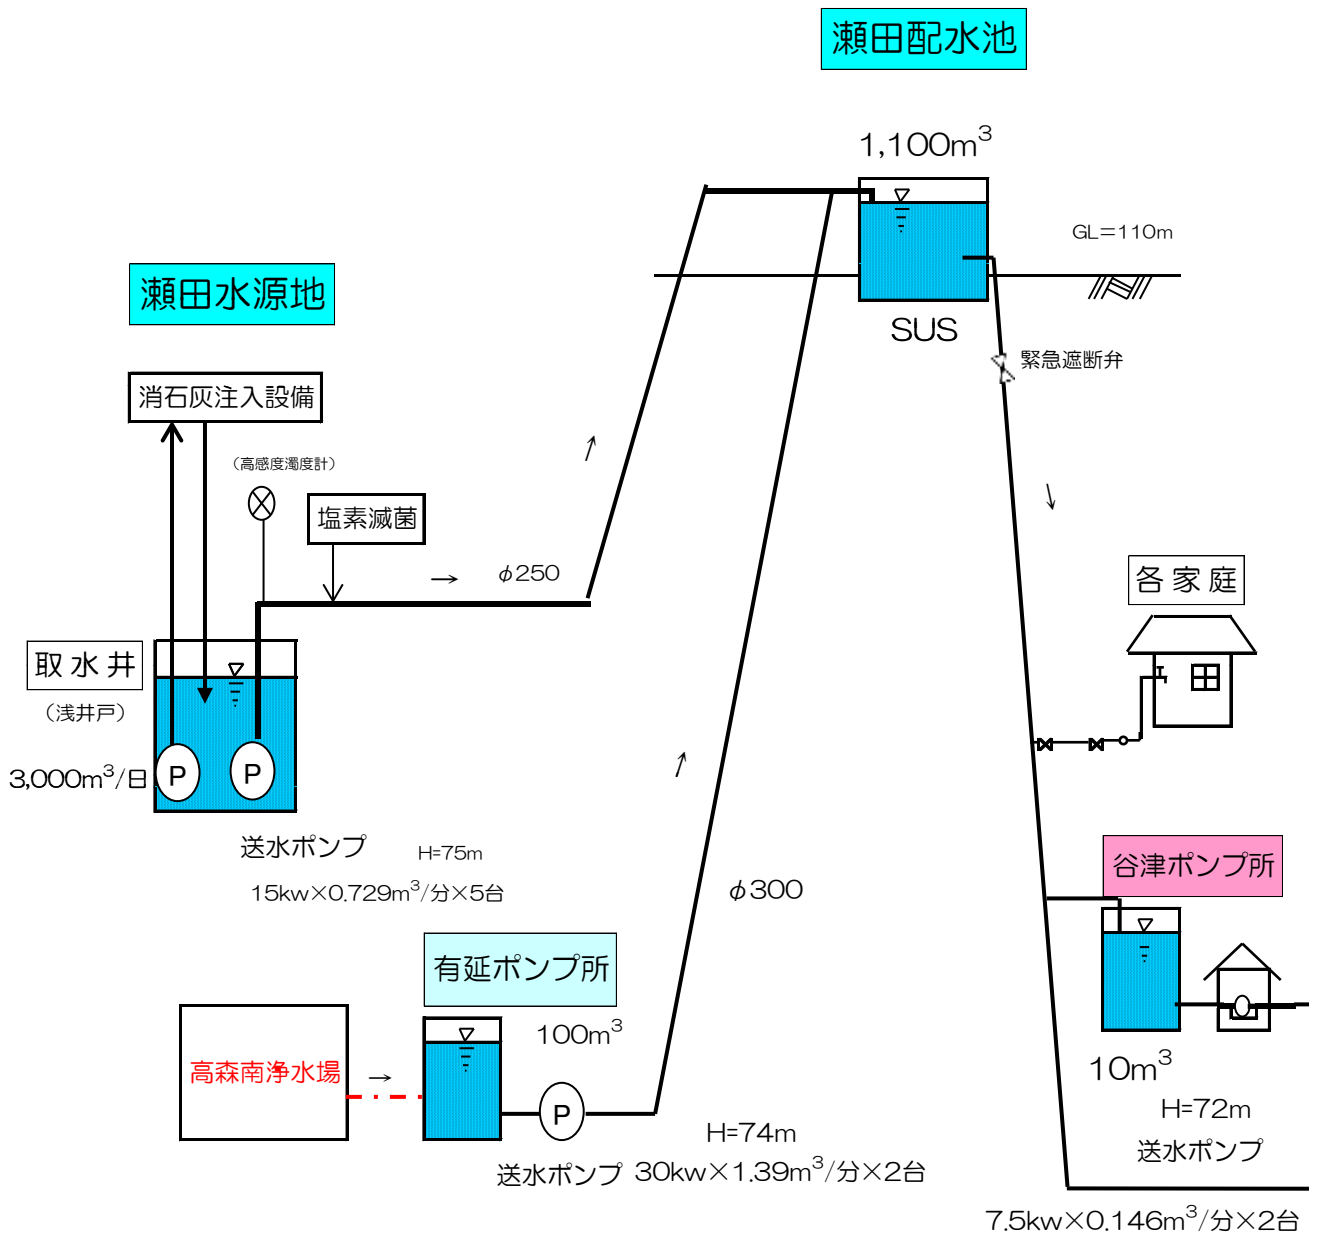 瀬田配水池
1,100m³
GL＝110m
SUS
緊急遮断弁
瀬田水源地
消石灰注入設備
（高感度濁度計）
塩素滅菌
→
φ250
取水井
（浅井戸）
3,000m³/日
P
P
送水ポンプ H=75m
15kw×0.729m³/分×5台
各家庭
φ300
谷津ポンプ所
有延ポンプ所
100m³
高森南浄水場
→
P
10m³
H=72m
送水ポンプ
H=74m
送水ポンプ 30kw×1.39m³/分×2台
7.5kw×0.146m³/分×2台